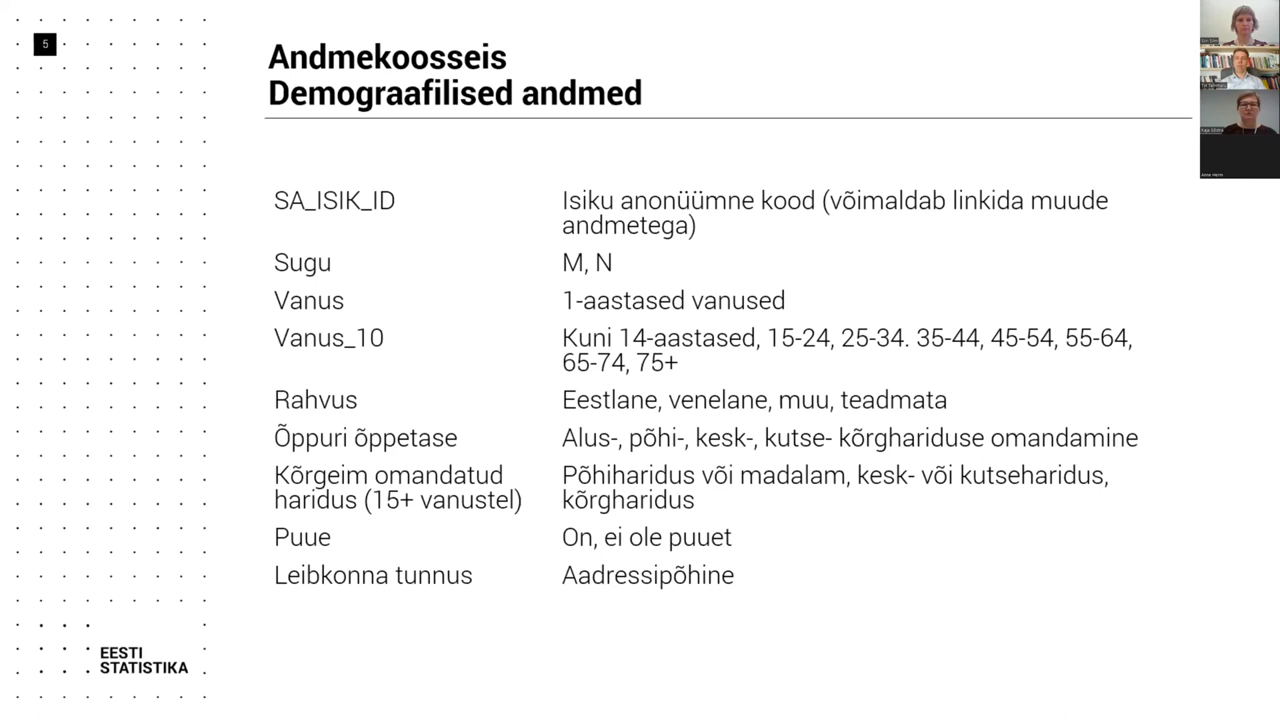 5
Andmekoosseis
Demograafilised andmed
SA_ISIK_ID
Isiku anonüümne kood (võimaldab linkida muude
andmetega)
Sugu
M, N
Vanus
1-aastased vanused
Vanus_10
Kuni 14-aastased, 15-24, 25-34. 35-44, 45-54, 55-64,
65-74, 75+
Rahvus
Eestlane, venelane, muu, teadmata
Õppuri õppetase
Alus-, põhi-, kesk-, kutse- kõrghariduse omandamine
Kõrgeim omandatud
haridus (15+ vanustel)
Põhiharidus või madalam, kesk- või kutseharidus,
kõrgharidus
Puue
On, ei ole puuet
Leibkonna tunnus
Aadressipõhine
EESTI
STATISTIKA